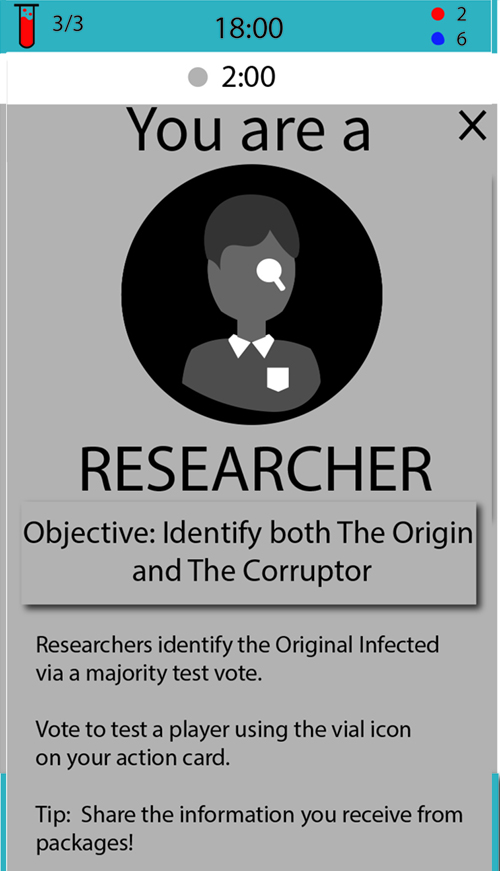 3/3
18:00
2
6
2:00
You are a
X
RESEARCHER
Objective: Identify both The Origin
and The Corruptor
Researchers identify the Original Infected
via a majority test vote.
Vote to test a player using the vial icon
on your action card.
Tip:  Share the information you receive from
packages!